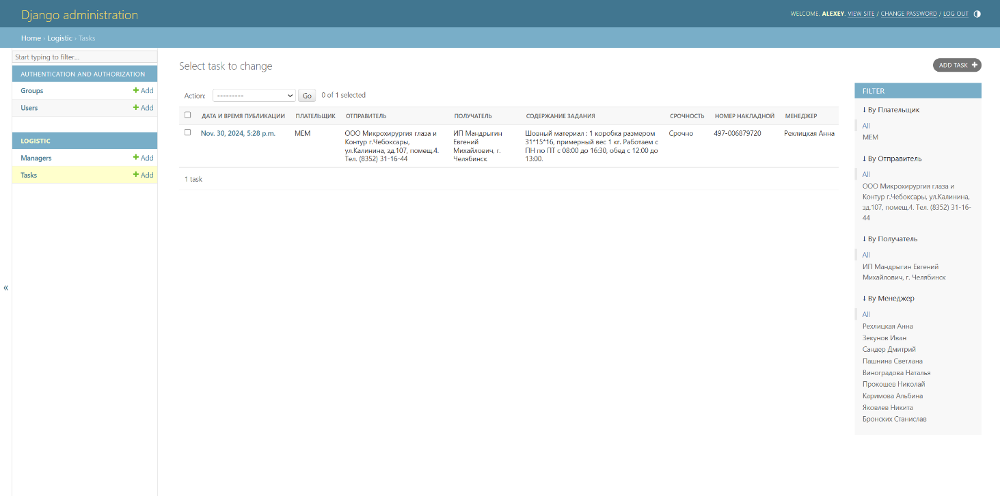 Django administration
WELCOME, ALEXEY. VIEW SITE / CHANGE PASSWORD / LOG OUT
Home › Logistic › Tasks
Start typing to filter...
AUTHENTICATION AND AUTHORIZATION
Groups + Add
Users + Add
LOGISTIC
Managers + Add
Tasks + Add
«
Select task to change
ADD TASK +
Action: --------- Go 0 of 1 selected
ДАТА И ВРЕМЯ ПУБЛИКАЦИИ ПЛАТЕЛЬЩИК ОТПРАВИТЕЛЬ ПОЛУЧАТЕЛЬ СОДЕРЖАНИЕ ЗАДАНИЯ СРОЧНОСТЬ НОМЕР НАКЛАДНОЙ МЕНЕДЖЕР
Nov. 30, 2024, 5:28 p.m.
МЕМ
ООО Микрохирургия глаза и
Контур г.Чебоксары,
ул.Калинина, зд.107, помещ.4.
Тел. (8352) 31-16-44
ИП Мандрыгин
Евгений
Михайлович, г.
Челябинск
Шовный материал : 1 коробка размером
31*15*16, примерный вес 1 кг. Работаем с
ПН по ПТ с 08:00 до 16:30, обед с 12:00 до
13:00.
Срочно
497-006879720
Рехлицкая Анна
1 task
FILTER
↓ By Плательщик
All
МЕМ
↓ By Отправитель
All
ООО Микрохирургия глаза и
Контур г.Чебоксары, ул.Калинина,
зд.107, помещ.4. Тел. (8352) 31-16-
44
↓ By Получатель
All
ИП Мандрыгин Евгений
Михайлович, г. Челябинск
↓ By Менеджер
All
Рехлицкая Анна
Зекунов Иван
Сандер Дмитрий
Пашнина Светлана
Виноградова Наталья
Прокошев Николай
Каримова Альбина
Яковлев Никита
Бронских Станислав